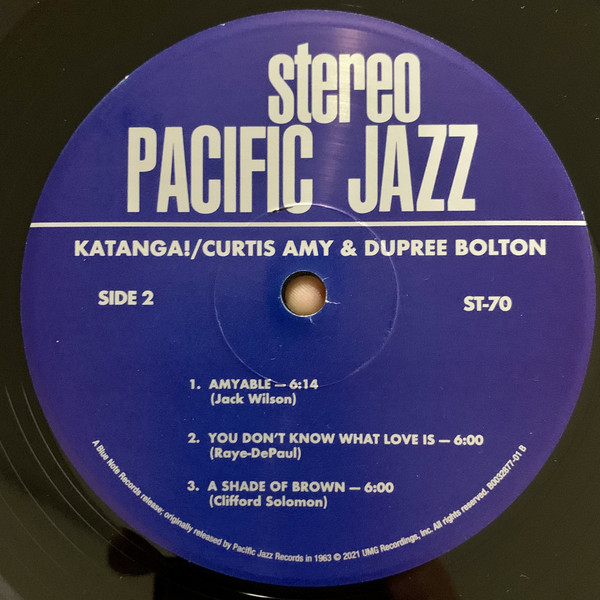 stereo
PACIFIC JAZZ
KATANGA!/CURTIS AMY & DUPREE BOLTON
SIDE 2
ST-70
1. AMYABLE — 6:14
(Jack Wilson)
2. YOU DON'T KNOW WHAT LOVE IS — 6:00
(Raye-DePaul)
3. A SHADE OF BROWN — 6:00
(Clifford Solomon)
A Blue Note Records release; originally released by Pacific Jazz Records in 1963 © 2021 UMG Recordings, Inc. All rights reserved. B0032877-01 B